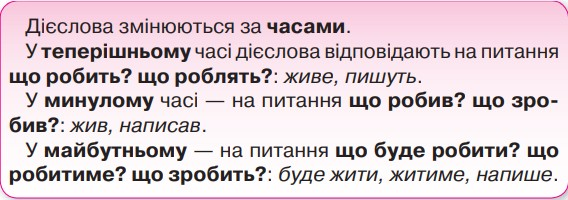 Дієслова змінюються за часами.
У теперішньому часі дієслова відповідають на питання
що робить? що роблять?: живе, пишуть.
У минулому часі — на питання що робив? що зро-
бив?: жив, написав.
У майбутньому — на питання що буде робити? що
робитиме? що зробить?: буде жити, житиме, напише.